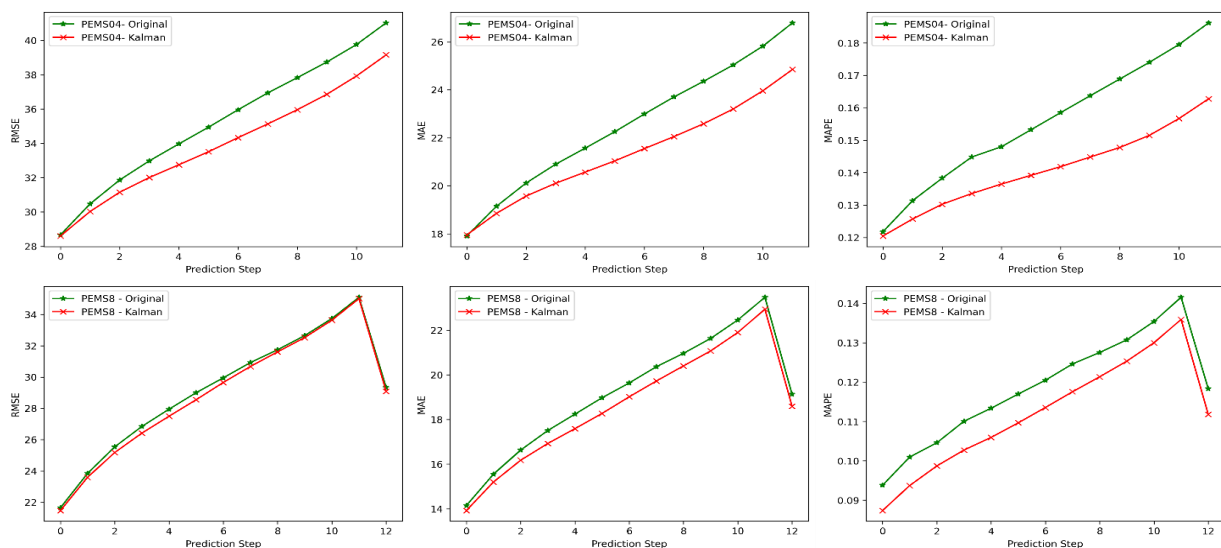 PEMS04- Original
PEMS04- Kalman
RMSE
40
38
36
34
32
30
28
0 2 4 6 8 10
Prediction Step
PEMS04- Original
PEMS04- Kalman
MAE
26
24
22
20
18
0 2 4 6 8 10
Prediction Step
PEMS04- Original
PEMS04- Kalman
MAPE
0.18
0.17
0.16
0.15
0.14
0.13
0.12
0 2 4 6 8 10
Prediction Step
PEMS8 - Original
PEMS8 - Kalman
RMSE
34
32
30
28
26
24
22
0 2 4 6 8 10 12
Prediction Step
PEMS8 - Original
PEMS8 - Kalman
MAE
22
20
18
16
14
0 2 4 6 8 10 12
Prediction Step
PEMS8 - Original
PEMS8 - Kalman
MAPE
0.14
0.13
0.12
0.11
0.10
0.09
0 2 4 6 8 10 12
Prediction Step